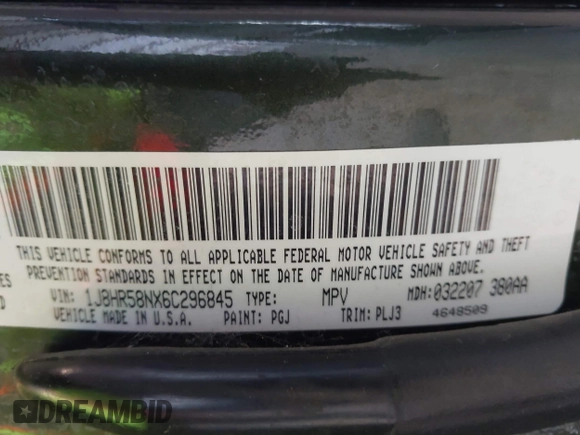 THIS VEHICLE CONFORMS TO ALL APPLICABLE FEDERAL MOTOR VEHICLE SAFETY AND THEFT
PREVENTION STANDARDS IN EFFECT ON THE DATE OF MANUFACTURE SHOWN ABOVE.
VIN: 1J8HR58NX6C296845 TYPE: MPV MDH: 032207 380AA
VEHICLE MADE IN U.S.A. PAINT: PGJ TRIM: PLJ3 4648509
DREAMBID